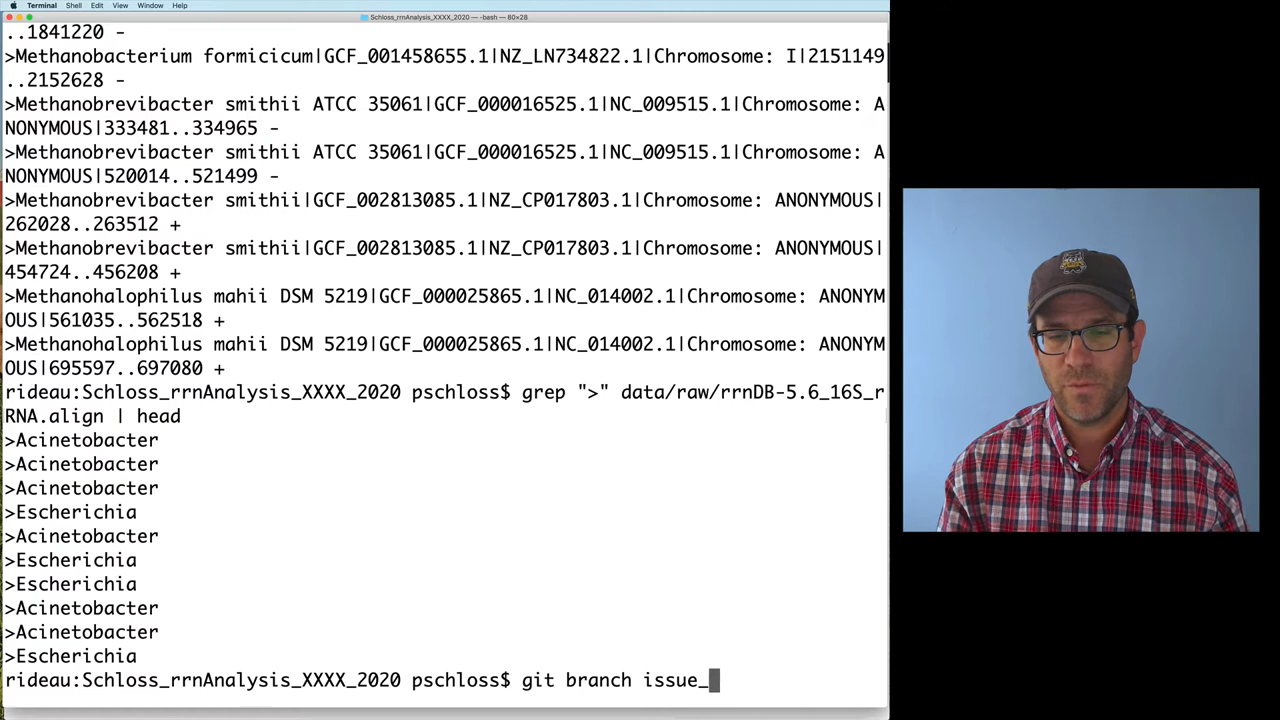 Terminal Shell Edit View Window Help
Schloss_rrnAnalysis_XXXX_2020 — -bash — 80×28
..1841220 -
>Methanobacterium formicicum|GCF_001458655.1|NZ_LN734822.1|Chromosome: I|2151149
..2152628 -
>Methanobrevibacter smithii ATCC 35061|GCF_000016525.1|NC_009515.1|Chromosome: A
NONYMOUS|333481..334965 -
>Methanobrevibacter smithii ATCC 35061|GCF_000016525.1|NC_009515.1|Chromosome: A
NONYMOUS|520014..521499 -
>Methanobrevibacter smithii|GCF_002813085.1|NZ_CP017803.1|Chromosome: ANONYMOUS|
262028..263512 +
>Methanobrevibacter smithii|GCF_002813085.1|NZ_CP017803.1|Chromosome: ANONYMOUS|
454724..456208 +
>Methanohalophilus mahii DSM 5219|GCF_000025865.1|NC_014002.1|Chromosome: ANONYM
OUS|561035..562518 +
>Methanohalophilus mahii DSM 5219|GCF_000025865.1|NC_014002.1|Chromosome: ANONYM
OUS|695597..697080 +
rideau:Schloss_rrnAnalysis_XXXX_2020 pschloss$ grep ">" data/raw/rrnDB-5.6_16S_r
RNA.align | head
>Acinetobacter
>Acinetobacter
>Acinetobacter
>Escherichia
>Acinetobacter
>Escherichia
>Escherichia
>Acinetobacter
>Acinetobacter
>Escherichia
rideau:Schloss_rrnAnalysis_XXXX_2020 pschloss$ git branch issue_